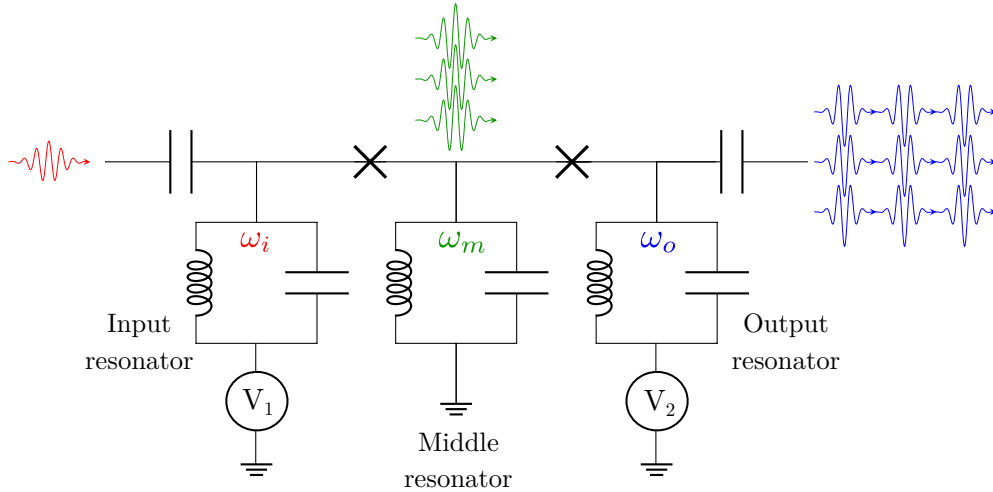 ω_i
ω_m
ω_o
Input
resonator
Output
resonator
V_1
V_2
Middle
resonator